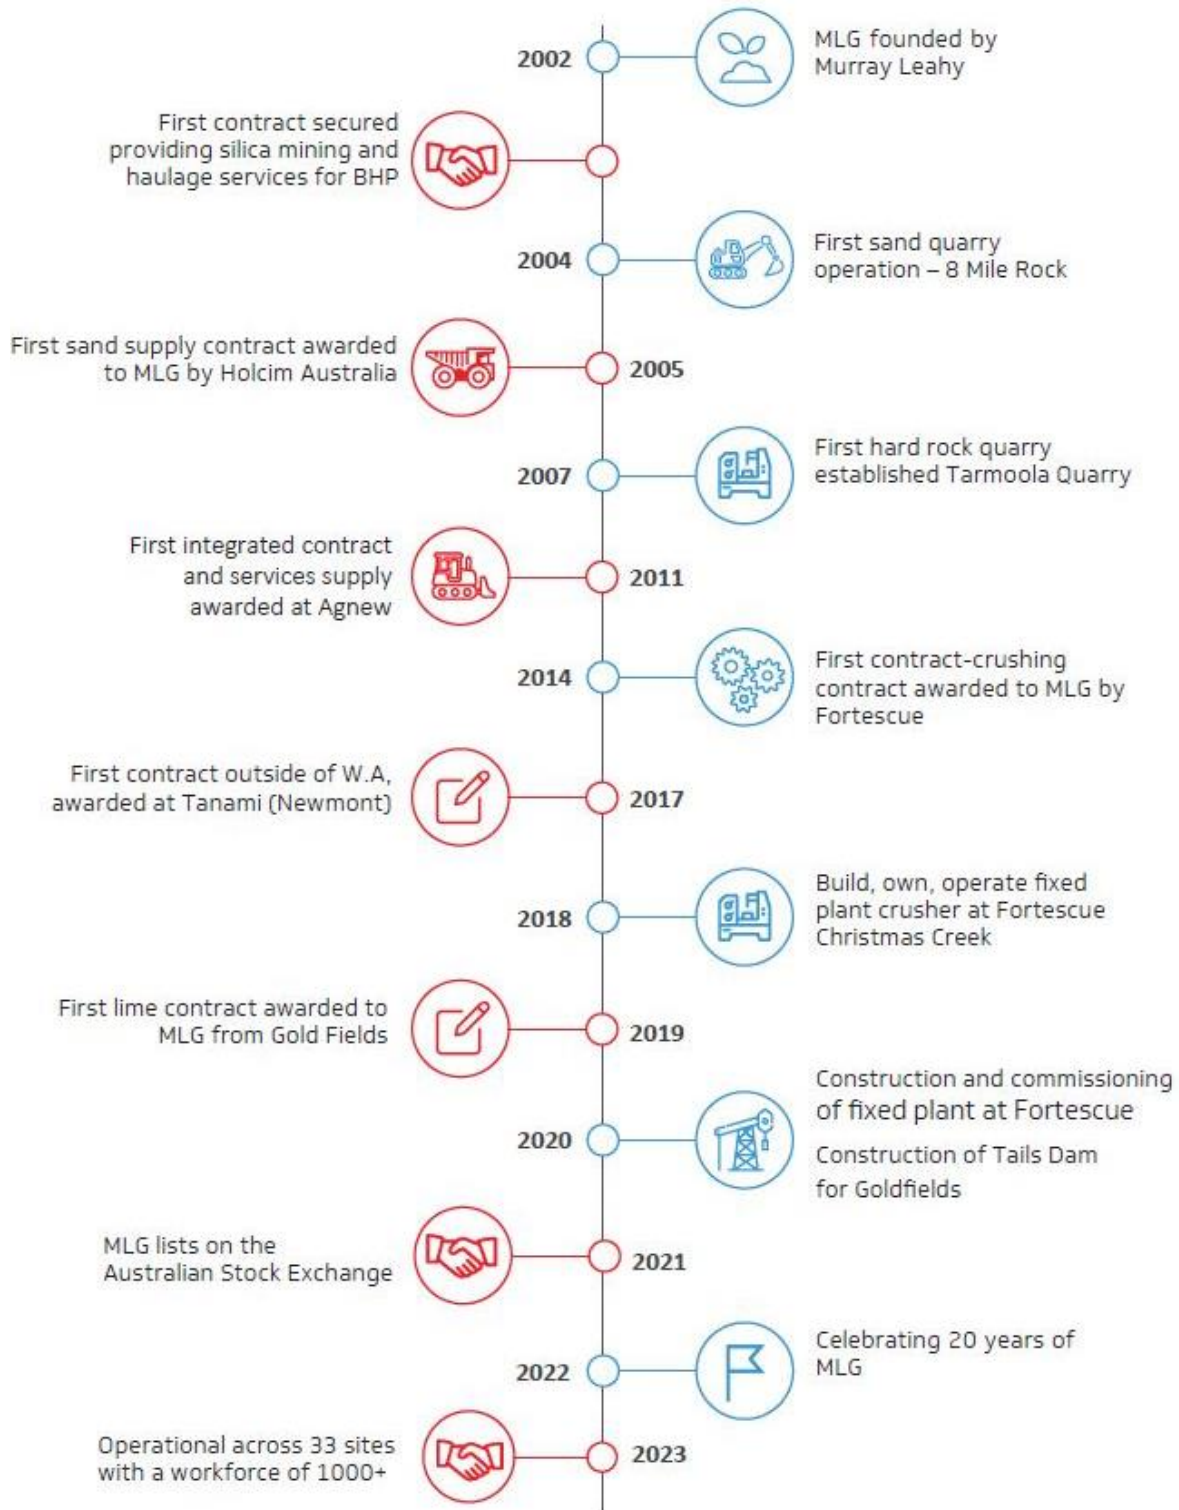 2002
MLG founded by
Murray Leahy
First contract secured
providing silica mining and
haulage services for BHP
2004
First sand quarry
operation – 8 Mile Rock
First sand supply contract awarded
to MLG by Holcim Australia
2005
2007
First hard rock quarry
established Tarmoola Quarry
First integrated contract
and services supply
awarded at Agnew
2011
2014
First contract-crushing
contract awarded to MLG by
Fortescue
First contract outside of W.A,
awarded at Tanami (Newmont)
2017
2018
Build, own, operate fixed
plant crusher at Fortescue
Christmas Creek
First lime contract awarded to
MLG from Gold Fields
2019
2020
Construction and commissioning
of fixed plant at Fortescue
Construction of Tails Dam
for Goldfields
MLG lists on the
Australian Stock Exchange
2021
2022
Celebrating 20 years of
MLG
Operational across 33 sites
with a workforce of 1000+
2023